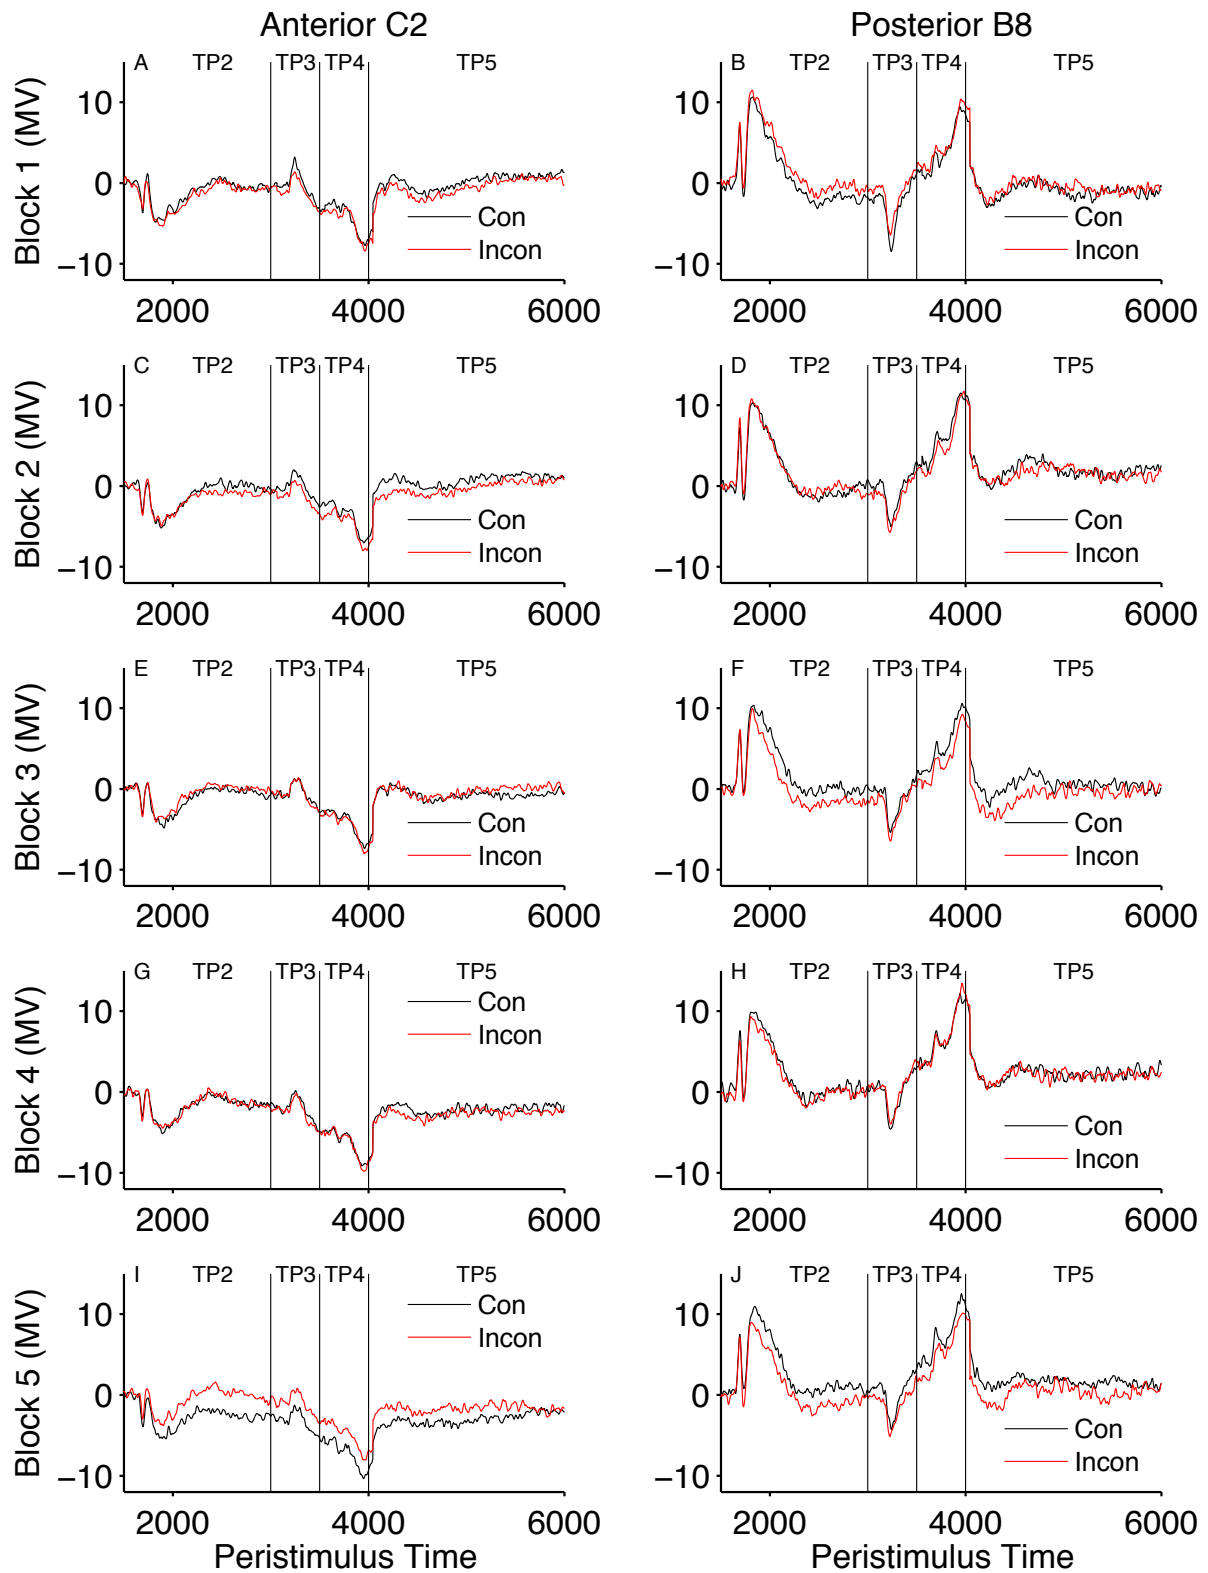 Anterior C2 Posterior B8
A TP2 TP3 TP4 TP5 B TP2 TP3 TP4 TP5
Block 1 (MV)
10 0 −10
Con
Incon
2000 4000 6000
10 0 −10
Con
Incon
2000 4000 6000
C TP2 TP3 TP4 TP5 D TP2 TP3 TP4 TP5
Block 2 (MV)
10 0 −10
Con
Incon
2000 4000 6000
10 0 −10
Con
Incon
2000 4000 6000
E TP2 TP3 TP4 TP5 F TP2 TP3 TP4 TP5
Block 3 (MV)
10 0 −10
Con
Incon
2000 4000 6000
10 0 −10
Con
Incon
2000 4000 6000
G TP2 TP3 TP4 TP5 H TP2 TP3 TP4 TP5
Block 4 (MV)
10 0 −10
Con
Incon
2000 4000 6000
10 0 −10
Con
Incon
2000 4000 6000
I TP2 TP3 TP4 TP5 J TP2 TP3 TP4 TP5
Block 5 (MV)
10 0 −10
Con
Incon
2000 4000 6000
10 0 −10
Con
Incon
2000 4000 6000
Peristimulus Time Peristimulus Time